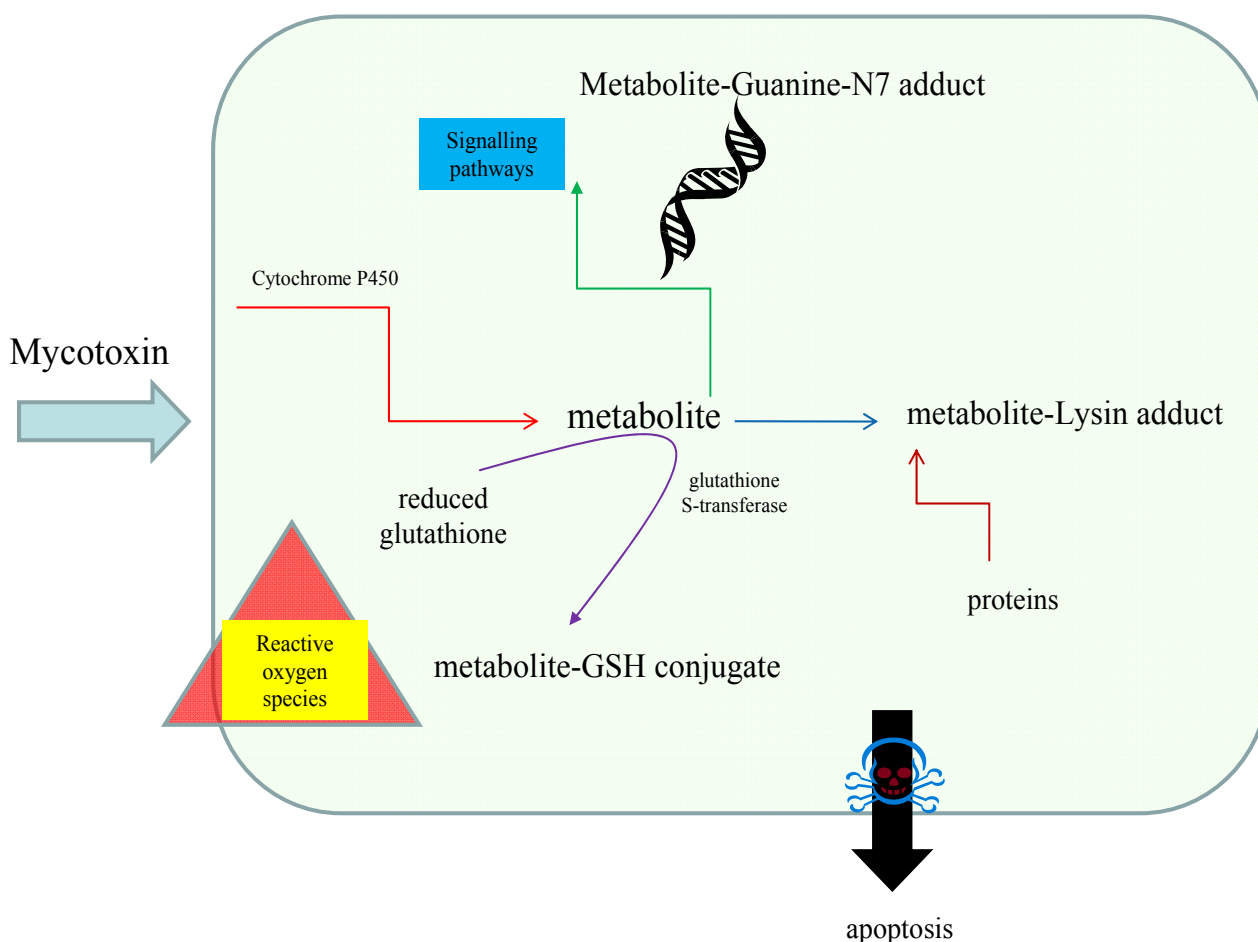 Metabolite-Guanine-N7 adduct
Signalling
pathways
Cytochrome P450
Mycotoxin
metabolite
metabolite-Lysin adduct
glutathione
S-transferase
reduced
glutathione
proteins
Reactive
oxygen
species
metabolite-GSH conjugate
apoptosis